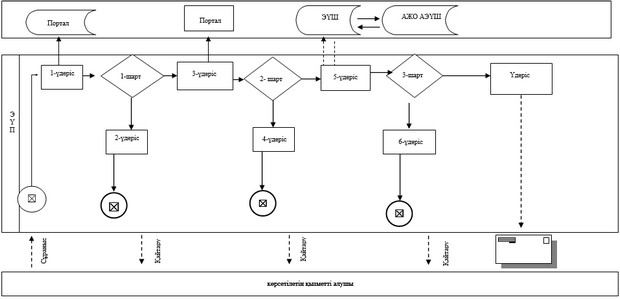 Портал
Портал
ЭҮШ
АЖО АЭҮШ
ЭҮП
1-үдеріс
1-шарт
3-үдеріс
2- шарт
5-үдеріс
3-шарт
Үдеріс
2-үдеріс
4-үдеріс
6-үдеріс
Сұраныс
Қайтару
Қайтару
Қайтару
көрсетілетін қызметті алушы